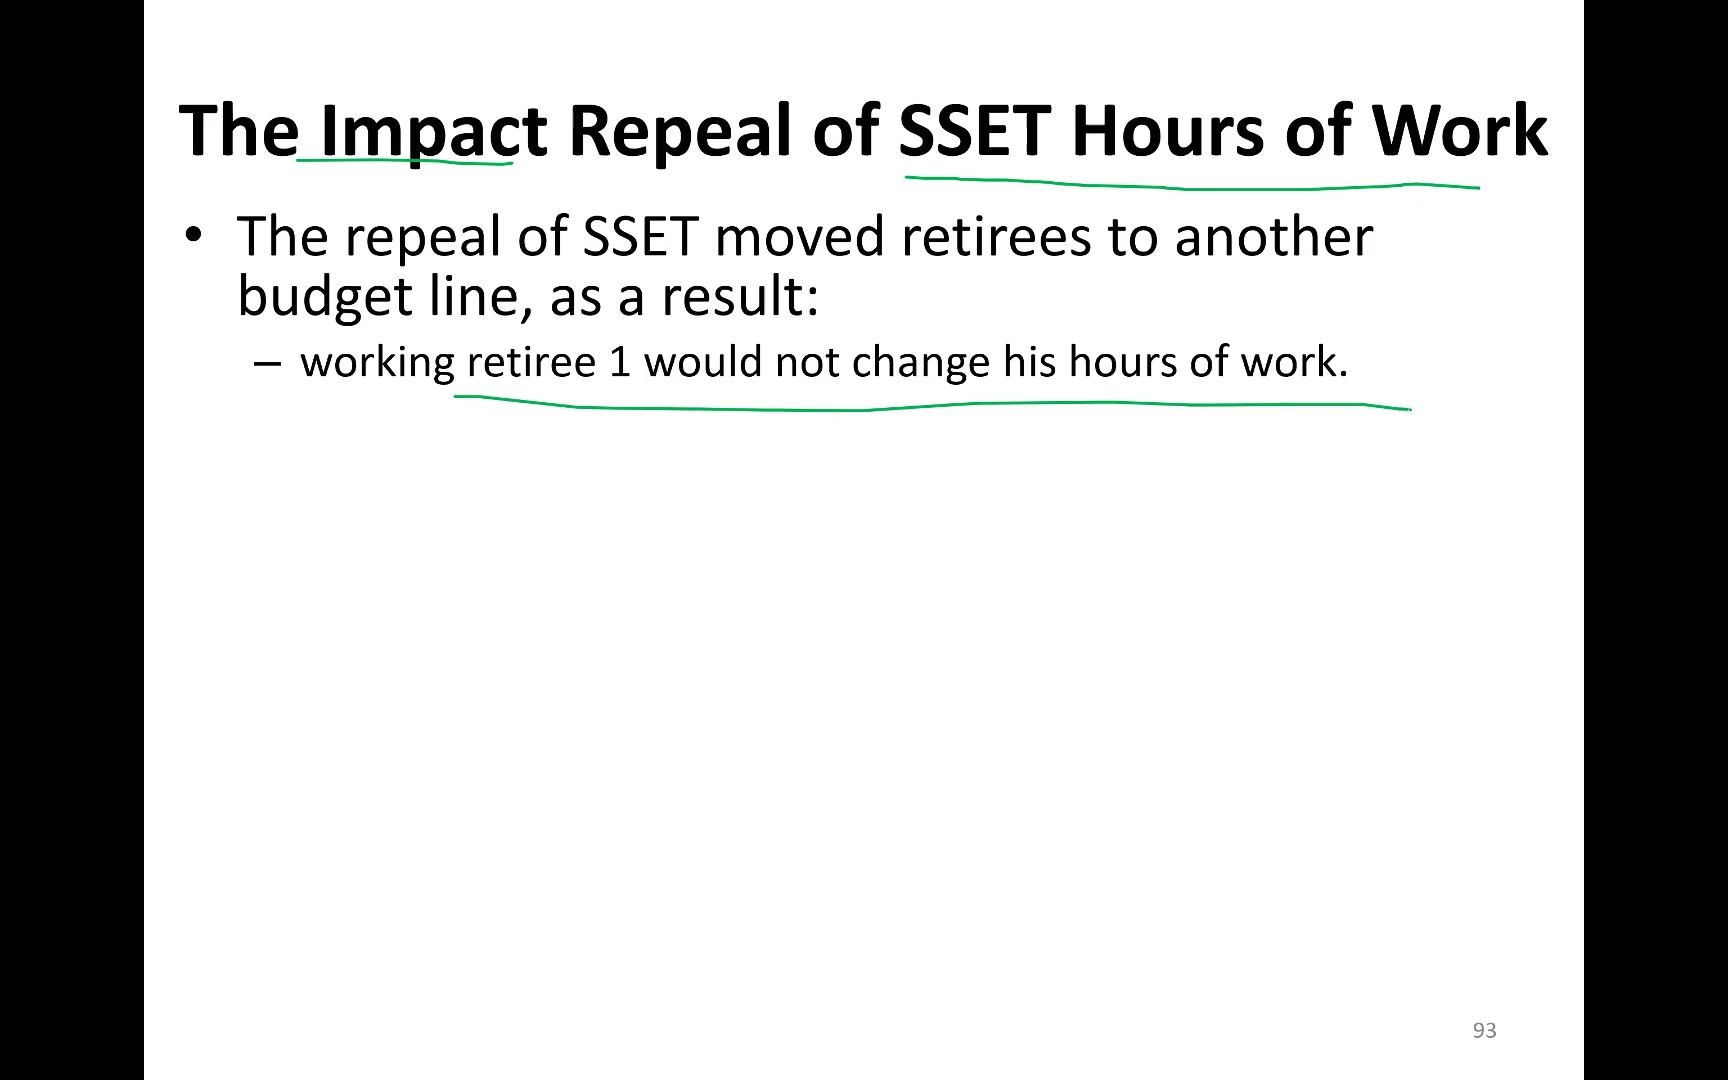 The Impact Repeal of SSET Hours of Work
• The repeal of SSET moved retirees to another
budget line, as a result:
– working retiree 1 would not change his hours of work.
93